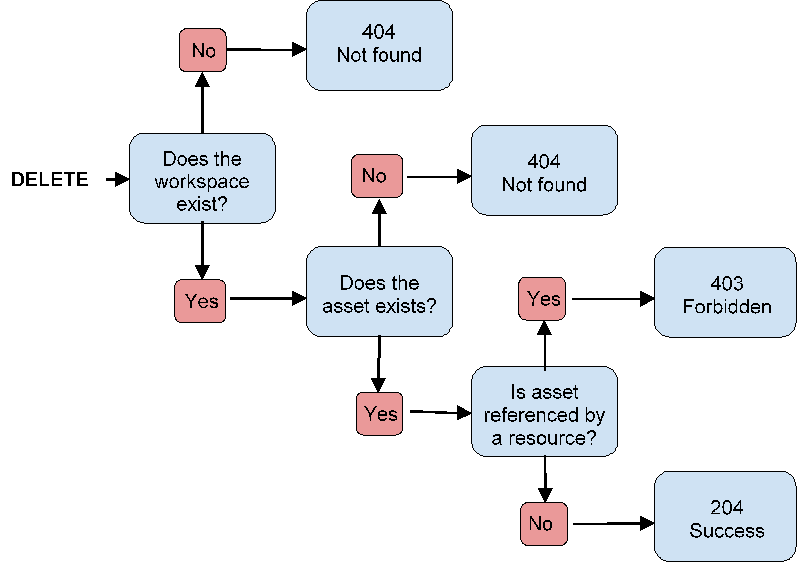 No
404
Not found
DELETE
Does the
workspace
exist?
No
404
Not found
Yes
Does the
asset exists?
Yes
403
Forbidden
Yes
Is asset
referenced by
a resource?
No
204
Success